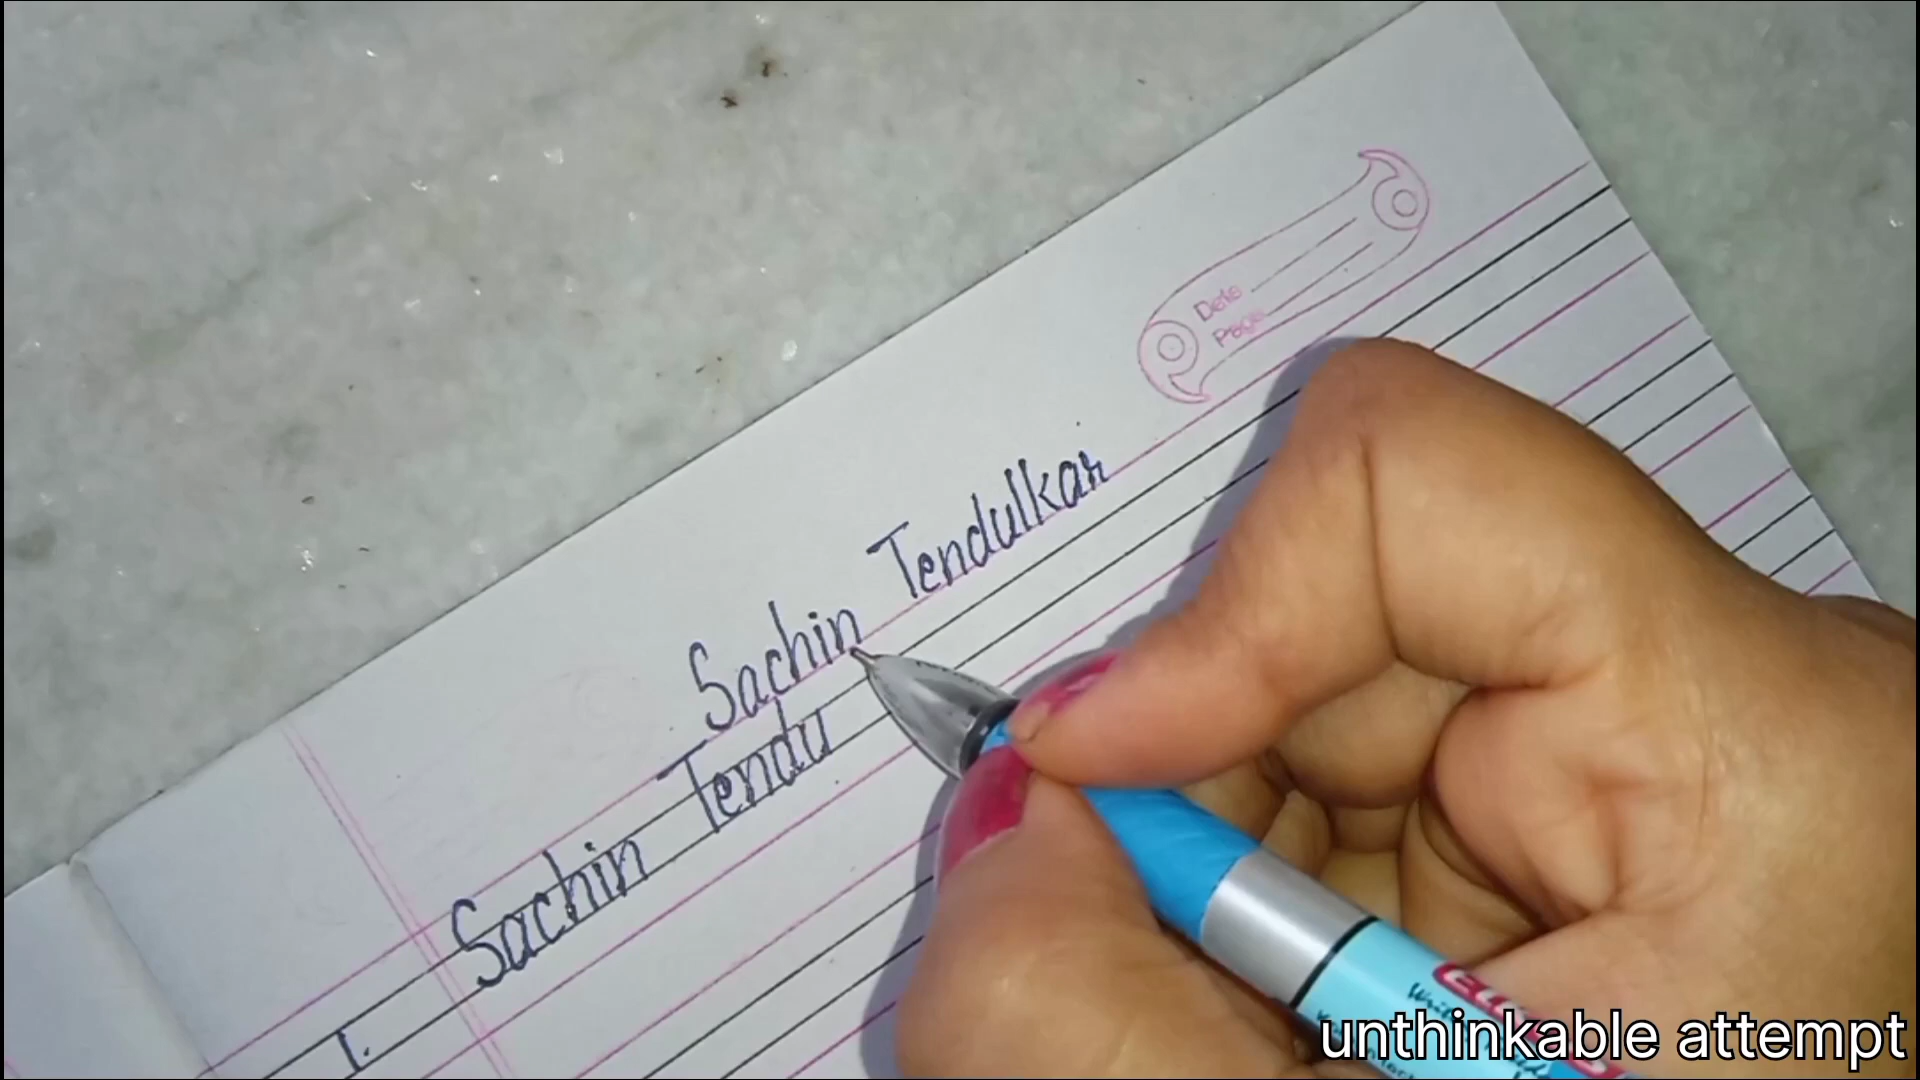 Date
Page
Sachin Tendulkar
Sachin Tendu
1.
unthinkable attempt